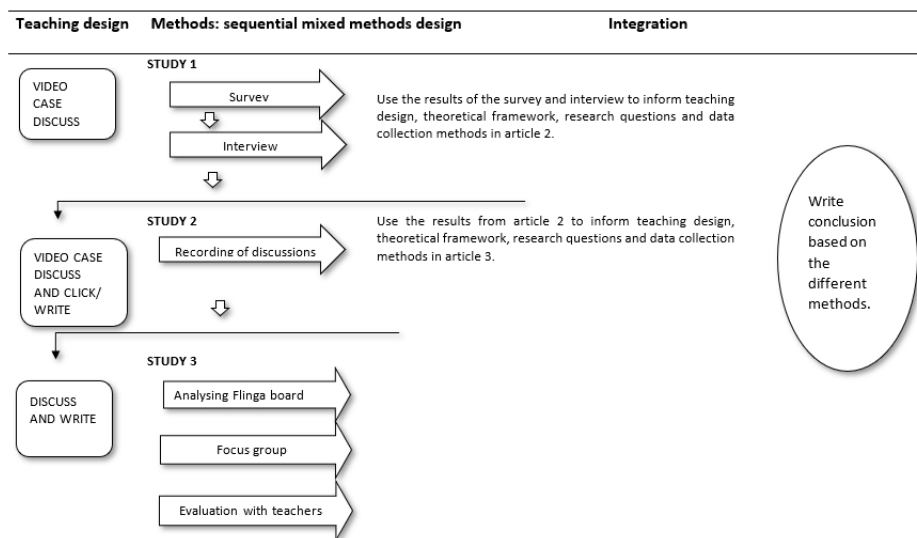 Teaching design Methods: sequential mixed methods design Integration
STUDY 1
VIDEO
CASE
DISCUSS
Survev
Interview
Use the results of the survey and interview to inform teaching
design, theoretical framework, research questions and data
collection methods in article 2.
STUDY 2
VIDEO CASE
DISCUSS
AND CLICK/
WRITE
Recording of discussions
Use the results from article 2 to inform teaching design,
theoretical framework, research questions and data collection
methods in article 3.
STUDY 3
DISCUSS
AND WRITE
Analysing Flinga board
Focus group
Evaluation with teachers
Write
conclusion
based on
the
different
methods.